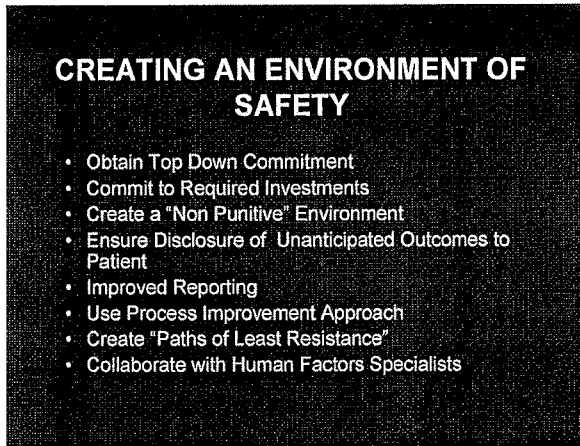 CREATING AN ENVIRONMENT OF
SAFETY
• Obtain Top Down Commitment
• Commit to Required Investments
• Create a “Non Punitive” Environment
• Ensure Disclosure of Unanticipated Outcomes to
Patient
• Improved Reporting
• Use Process Improvement Approach
• Create “Paths of Least Resistance”
• Collaborate with Human Factors Specialists